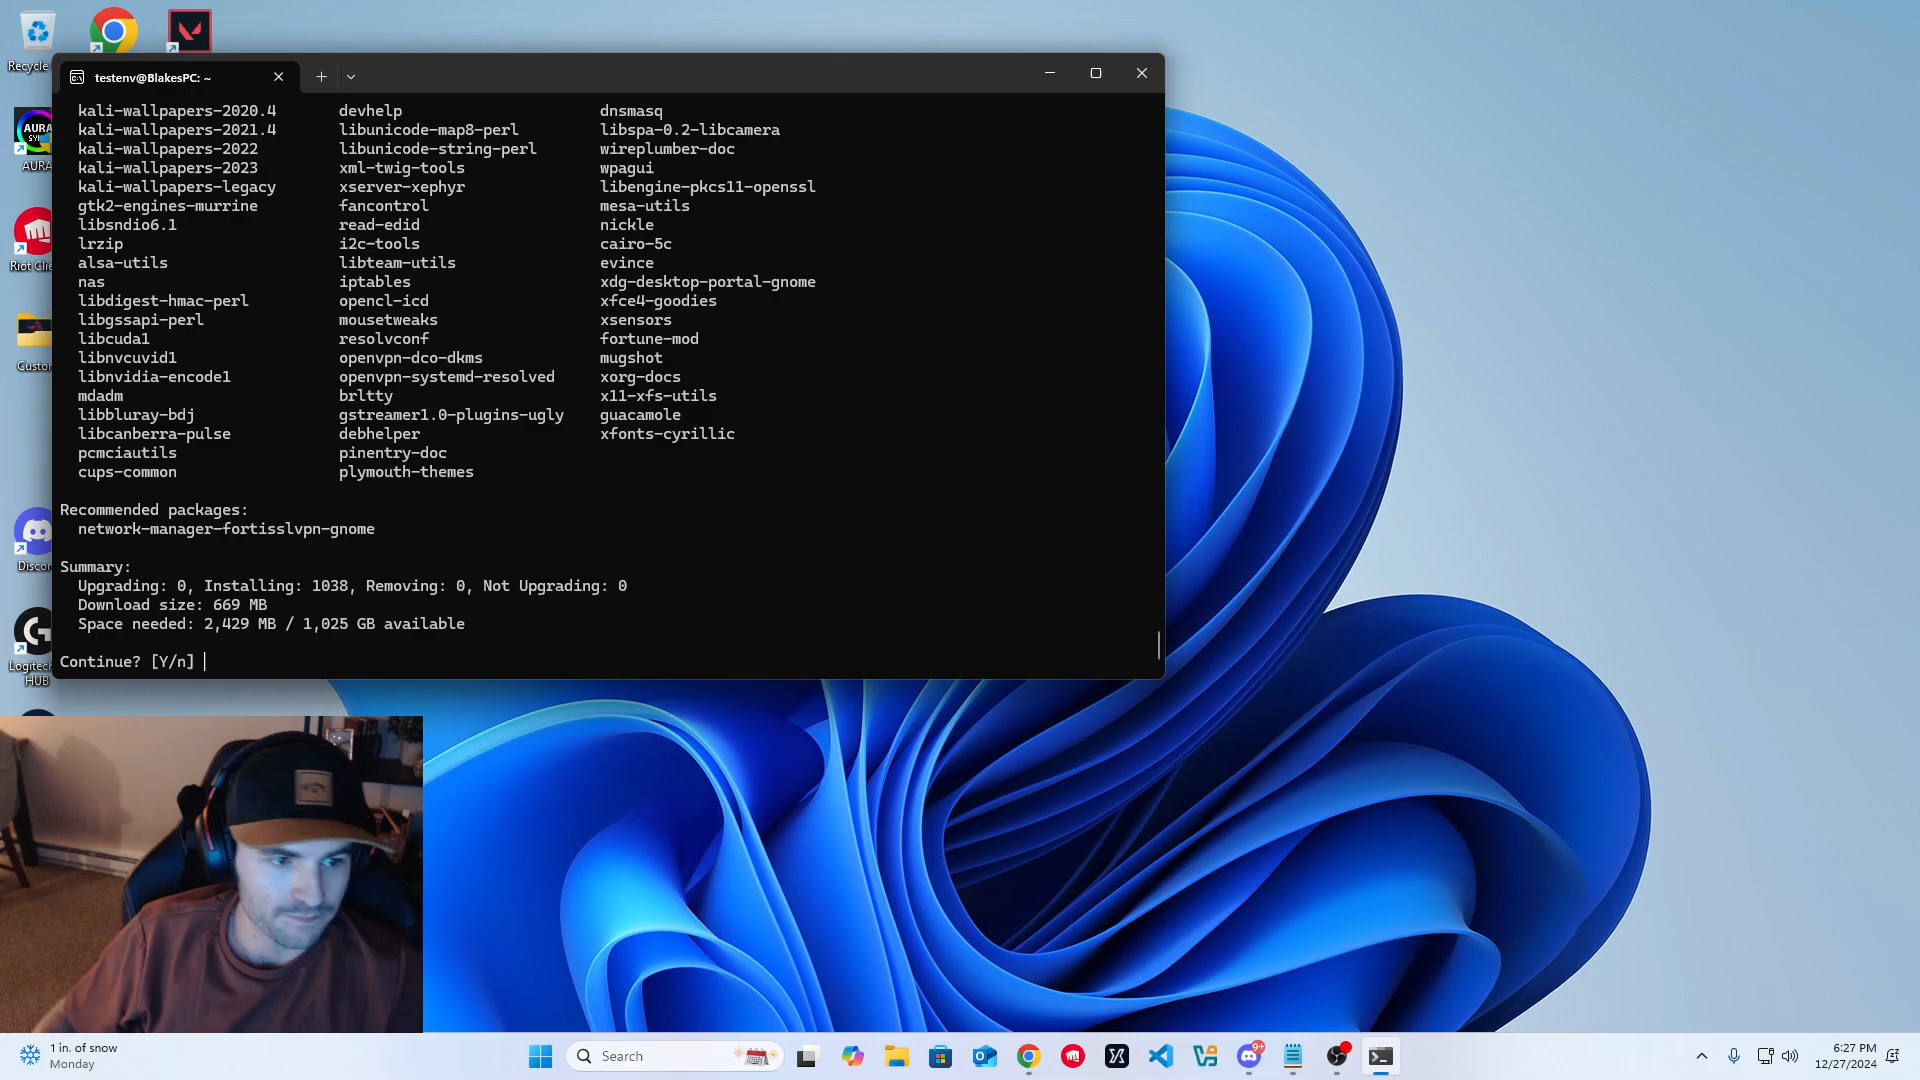 Recycle
AURA
SYN
AURA
Riot Clie
Custo
Discor
Logitech
HUB
testenv@BlakesPC: ~
kali-wallpapers-2020.4 devhelp dnsmasq
kali-wallpapers-2021.4 libunicode-map8-perl libspa-0.2-libcamera
kali-wallpapers-2022 libunicode-string-perl wireplumber-doc
kali-wallpapers-2023 xml-twig-tools wpagui
kali-wallpapers-legacy xserver-xephyr libengine-pkcs11-openssl
gtk2-engines-murrine fancontrol mesa-utils
libsndio6.1 read-edid nickle
lrzip i2c-tools cairo-5c
alsa-utils libteam-utils evince
nas iptables xdg-desktop-portal-gnome
libdigest-hmac-perl opencl-icd xfce4-goodies
libgssapi-perl mousetweaks xsensors
libcuda1 resolvconf fortune-mod
libnvcuvid1 openvpn-dco-dkms mugshot
libnvidia-encode1 openvpn-systemd-resolved xorg-docs
mdadm brltty x11-xfs-utils
libbluray-bdj gstreamer1.0-plugins-ugly guacamole
libcanberra-pulse debhelper xfonts-cyrillic
pcmciautils pinentry-doc
cups-common plymouth-themes
Recommended packages:
network-manager-fortisslvpn-gnome
Summary:
Upgrading: 0, Installing: 1038, Removing: 0, Not Upgrading: 0
Download size: 669 MB
Space needed: 2,429 MB / 1,025 GB available
Continue? [Y/n]
1 in. of snow
Monday
Search
9+
6:27 PM
12/27/2024